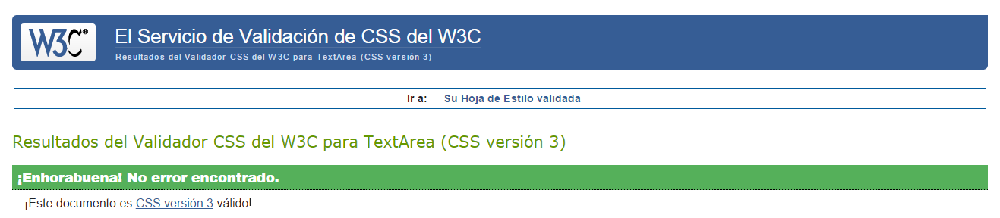 W3C®
El Servicio de Validación de CSS del W3C
Resultados del Validador CSS del W3C para TextArea (CSS versión 3)
Ir a: Su Hoja de Estilo validada
Resultados del Validador CSS del W3C para TextArea (CSS versión 3)
¡Enhorabuena! No error encontrado.
¡Este documento es CSS versión 3 válido!